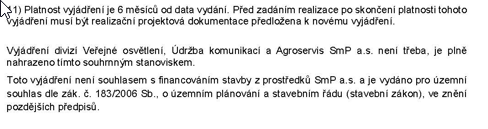 11) Platnost vyjádření je 6 měsíců od data vydání. Před zadáním realizace po skončení platnosti tohoto
vyjádření musí být realizační projektová dokumentace předložena k novému vyjádření.
Vyjádření divizí Veřejné osvětlení, Údržba komunikací a Agroservis SmP a.s. není třeba, je plně
nahrazeno tímto souhrnným stanoviskem.
Toto vyjádření není souhlasem s financováním stavby z prostředků SmP a.s. a je vydáno pro územní
souhlas dle zák. č. 183/2006 Sb., o územním plánování a stavebním řádu (stavební zákon), ve znění
pozdějších předpisů.